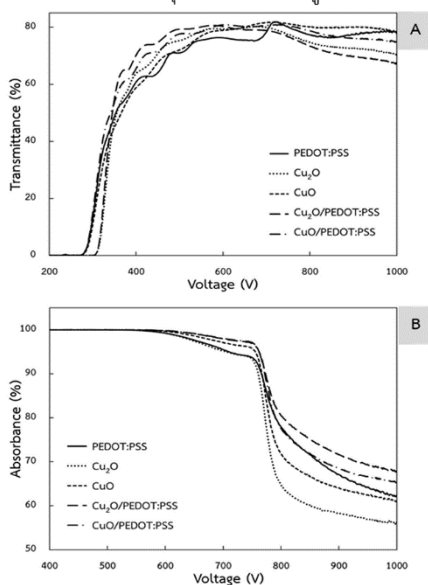 A
80
60
40
20
0
Transmittance (%)
PEDOT:PSS
Cu₂O
CuO
Cu₂O/PEDOT:PSS
CuO/PEDOT:PSS
200 400 600 800 1000
Voltage (V)
B
100
90
80
70
60
50
Absorbance (%)
PEDOT:PSS
Cu₂O
CuO
Cu₂O/PEDOT:PSS
CuO/PEDOT:PSS
400 500 600 700 800 900 1000
Voltage (V)